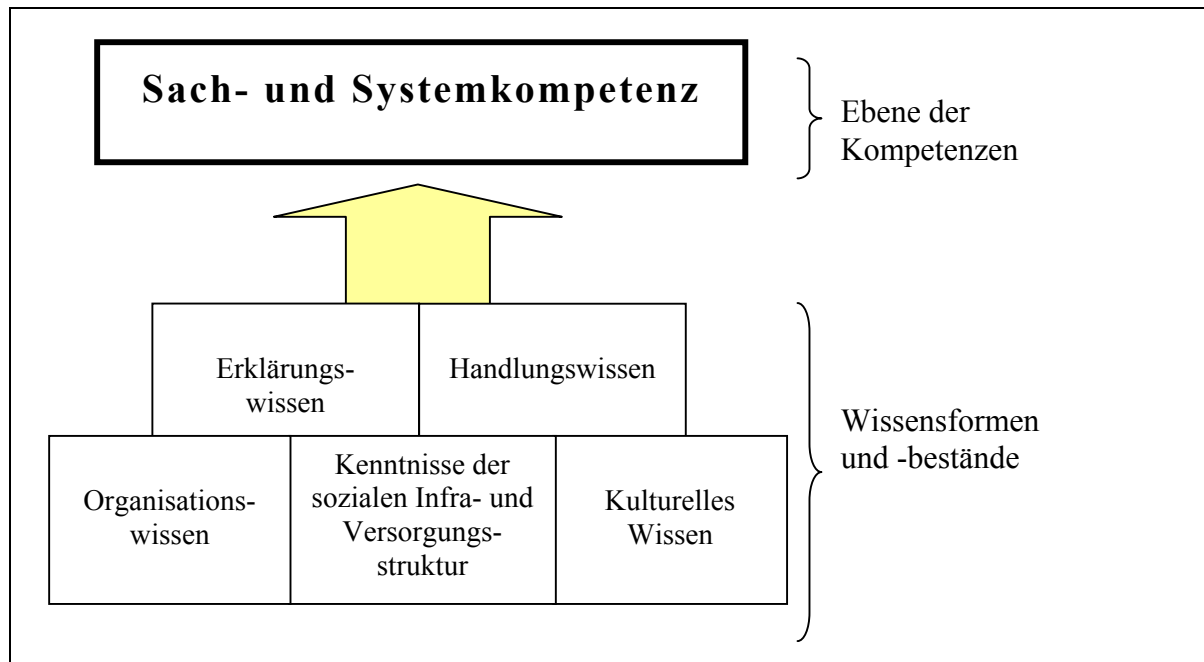 Sach- und Systemkompetenz
Ebene der
Kompetenzen
Erklärungs-
wissen
Handlungswissen
Wissensformen
und -bestände
Organisations-
wissen
Kenntnisse der
sozialen Infra- und
Versorgungs-
struktur
Kulturelles
Wissen